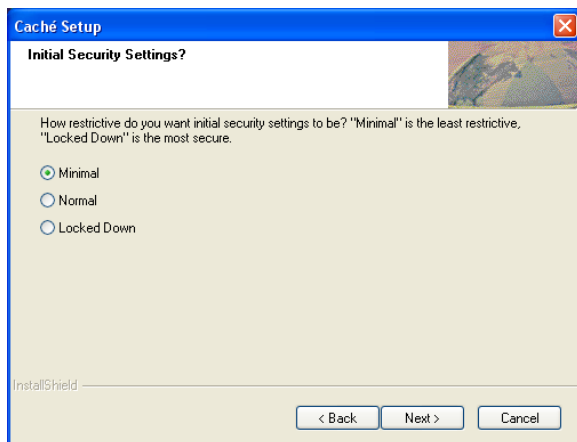 Caché Setup
Initial Security Settings?
How restrictive do you want initial security settings to be? "Minimal" is the least restrictive,
"Locked Down" is the most secure.
Minimal
Normal
Locked Down
InstallShield
< Back Next > Cancel